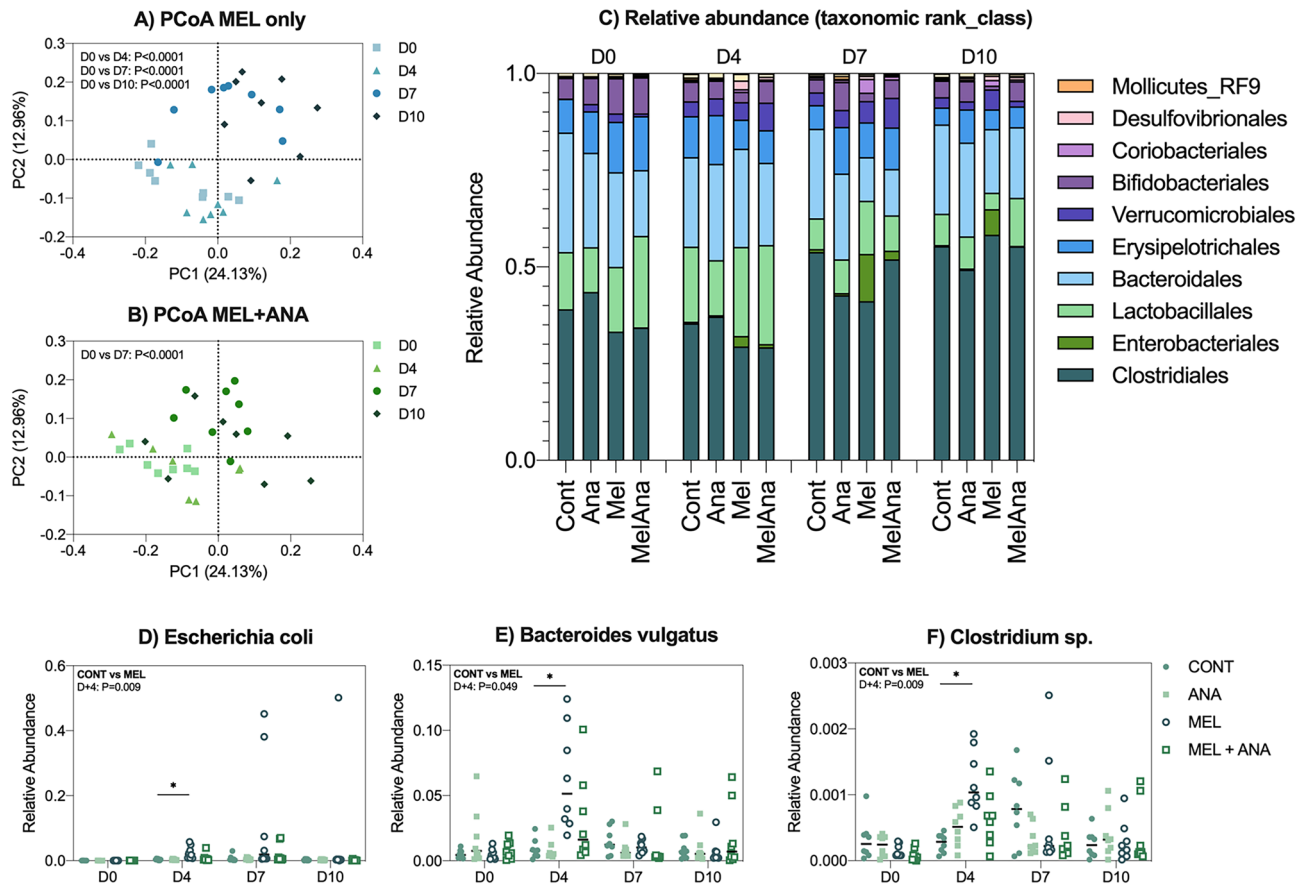 A) PCoA MEL only
0.3
0.2
0.1
0.0
-0.1
-0.2
PC2 (12.96%)
D0 vs D4: P<0.0001
D0 vs D7: P<0.0001
D0 vs D10: P<0.0001
-0.4
-0.2
0.0
0.2
0.4
PC1 (24.13%)
D0
D4
D7
D10
B) PCoA MEL+ANA
0.3
0.2
0.1
0.0
-0.1
-0.2
PC2 (12.96%)
D0 vs D7: P<0.0001
-0.4
-0.2
0.0
0.2
0.4
PC1 (24.13%)
D0
D4
D7
D10
C) Relative abundance (taxonomic rank_class)
D0 D4 D7 D10
1.0
0.5
0.0
Relative Abundance
Cont
Ana
Mel
MelAna
Cont
Ana
Mel
MelAna
Cont
Ana
Mel
MelAna
Cont
Ana
Mel
MelAna
Mollicutes_RF9
Desulfovibrionales
Coriobacteriales
Bifidobacteriales
Verrucomicrobiales
Erysipelotrichales
Bacteroidales
Lactobacillales
Enterobacteriales
Clostridiales
D) Escherichia coli
0.6
0.4
0.2
0.0
Relative Abundance
CONT vs MEL
D+4: P=0.009
*
D0 D4 D7 D10
E) Bacteroides vulgatus
0.15
0.10
0.05
0.00
Relative Abundance
CONT vs MEL
D+4: P=0.049
*
D0 D4 D7 D10
F) Clostridium sp.
0.003
0.002
0.001
0.000
Relative Abundance
CONT vs MEL
D+4: P=0.009
*
D0 D4 D7 D10
CONT
ANA
MEL
MEL + ANA